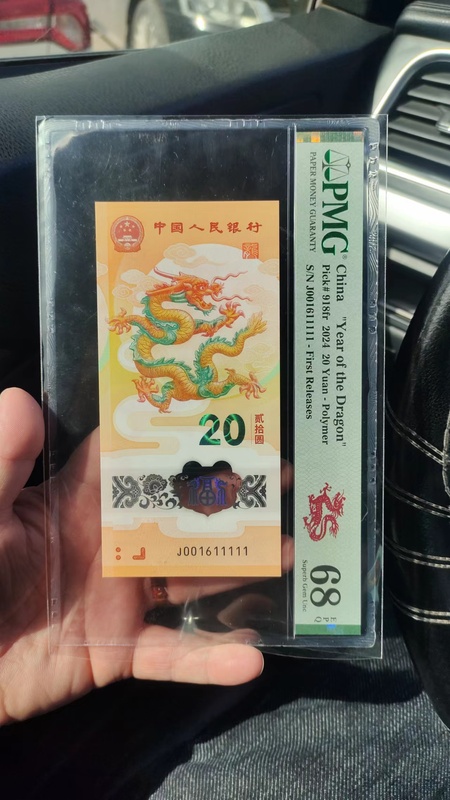 中国人民银行
20
贰拾圆
J001611111
PMG
PAPER MONEY GUARANTY
China "Year of the Dragon"
Pick# 918fr 2024 20 Yuan - Polymer
S/N J001611111 - First Releases
68
EPQ
Superb Gem Unc